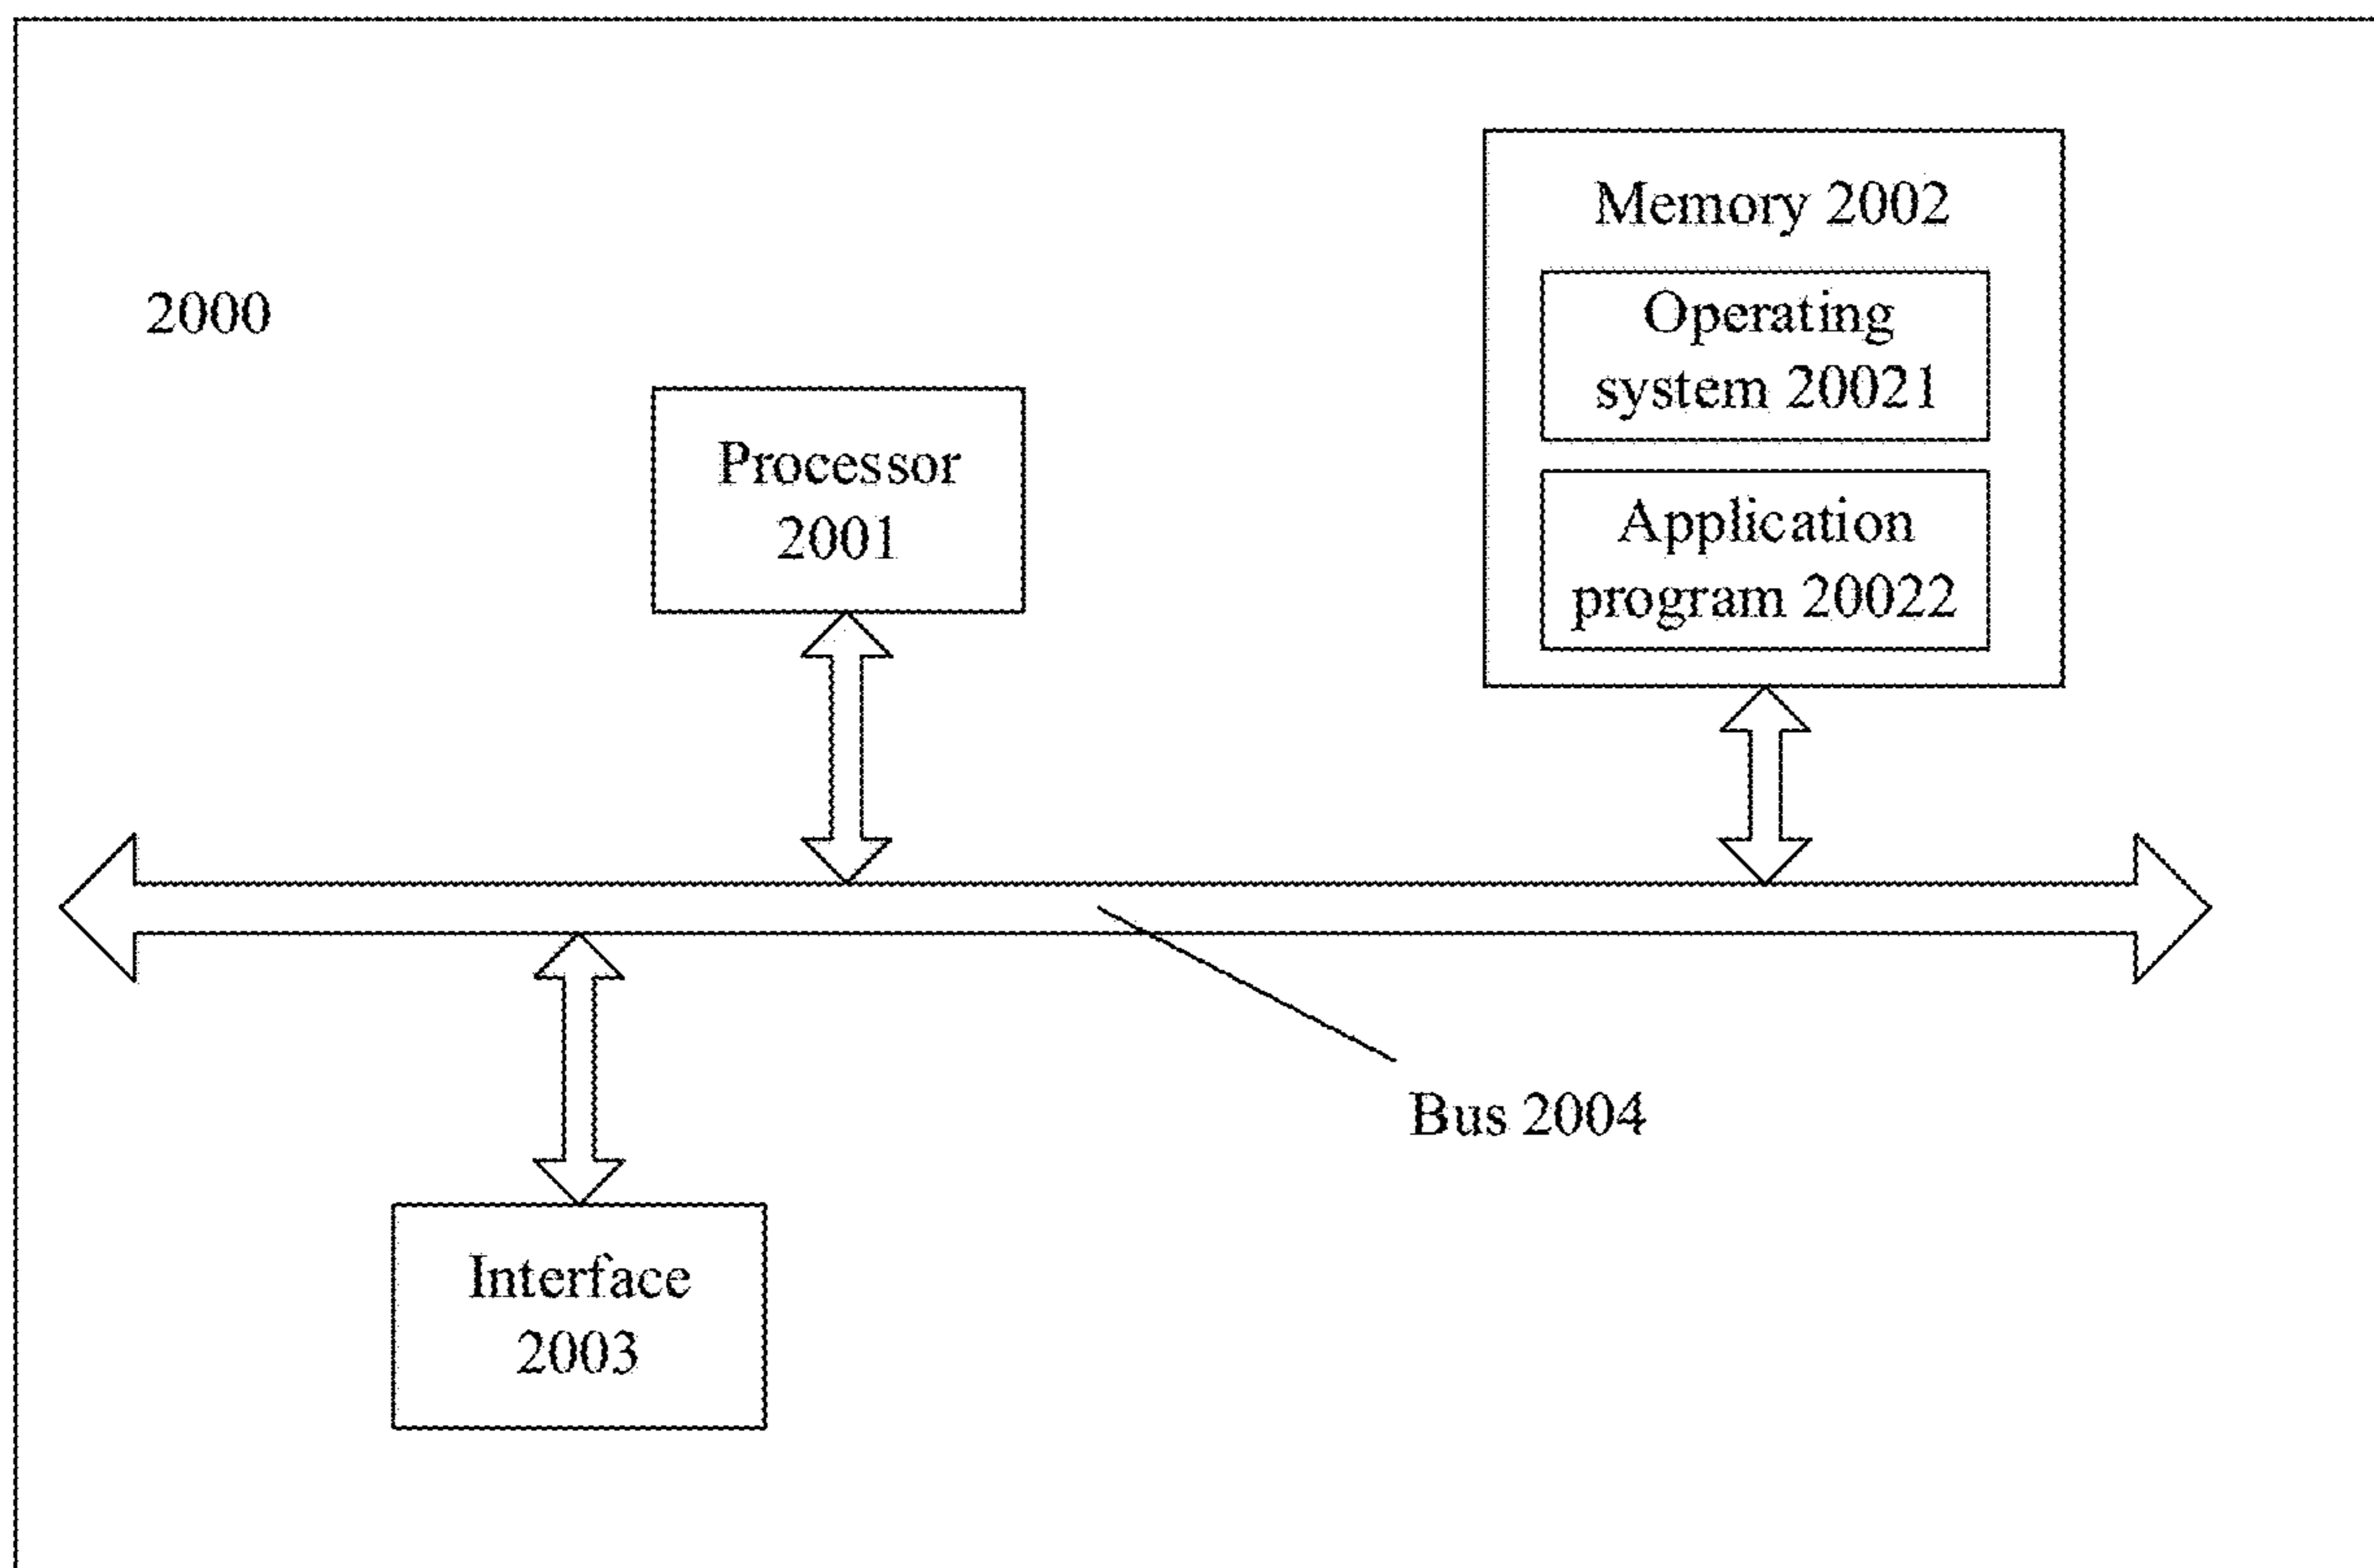 2000
Memory 2002
Operating
system 20021
Application
program 20022
Processor
2001
Bus 2004
Interface
2003